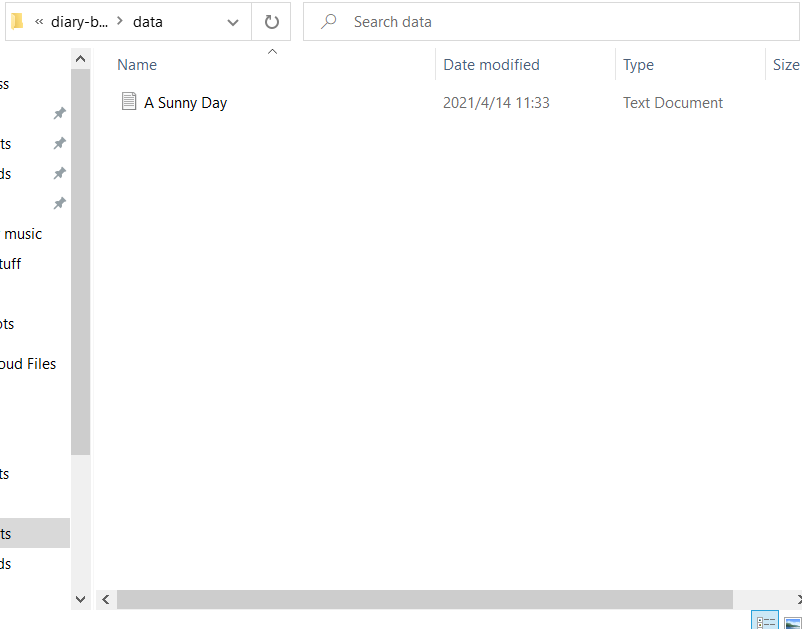 « diary-b... > data
Search data
Name
Date modified
Type
Size
A Sunny Day
2021/4/14 11:33
Text Document
ss
ts
ds
music
tuff
ots
oud Files
ts
ts
ds